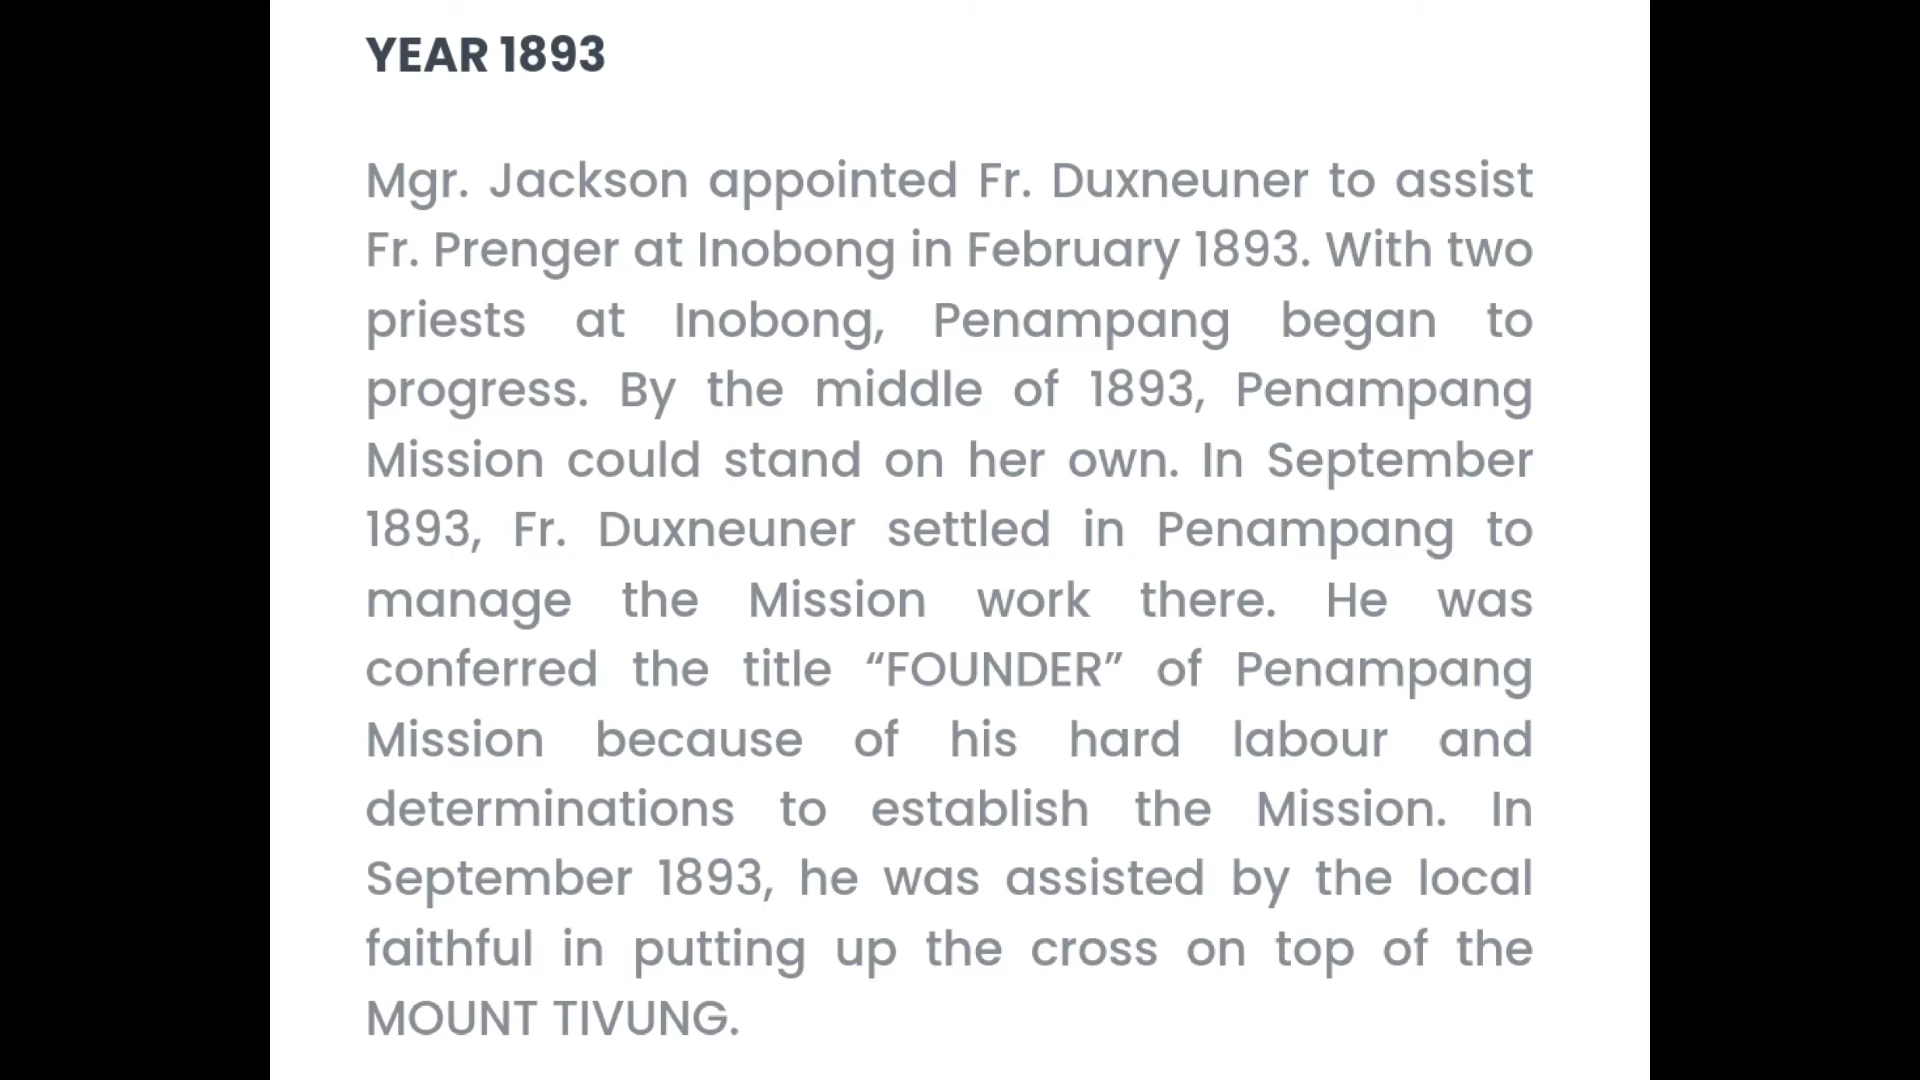 YEAR 1893
Mgr. Jackson appointed Fr. Duxneuner to assist
Fr. Prenger at Inobong in February 1893. With two
priests at Inobong, Penampang began to
progress. By the middle of 1893, Penampang
Mission could stand on her own. In September
1893, Fr. Duxneuner settled in Penampang to
manage the Mission work there. He was
conferred the title “FOUNDER” of Penampang
Mission because of his hard labour and
determinations to establish the Mission. In
September 1893, he was assisted by the local
faithful in putting up the cross on top of the
MOUNT TIVUNG.